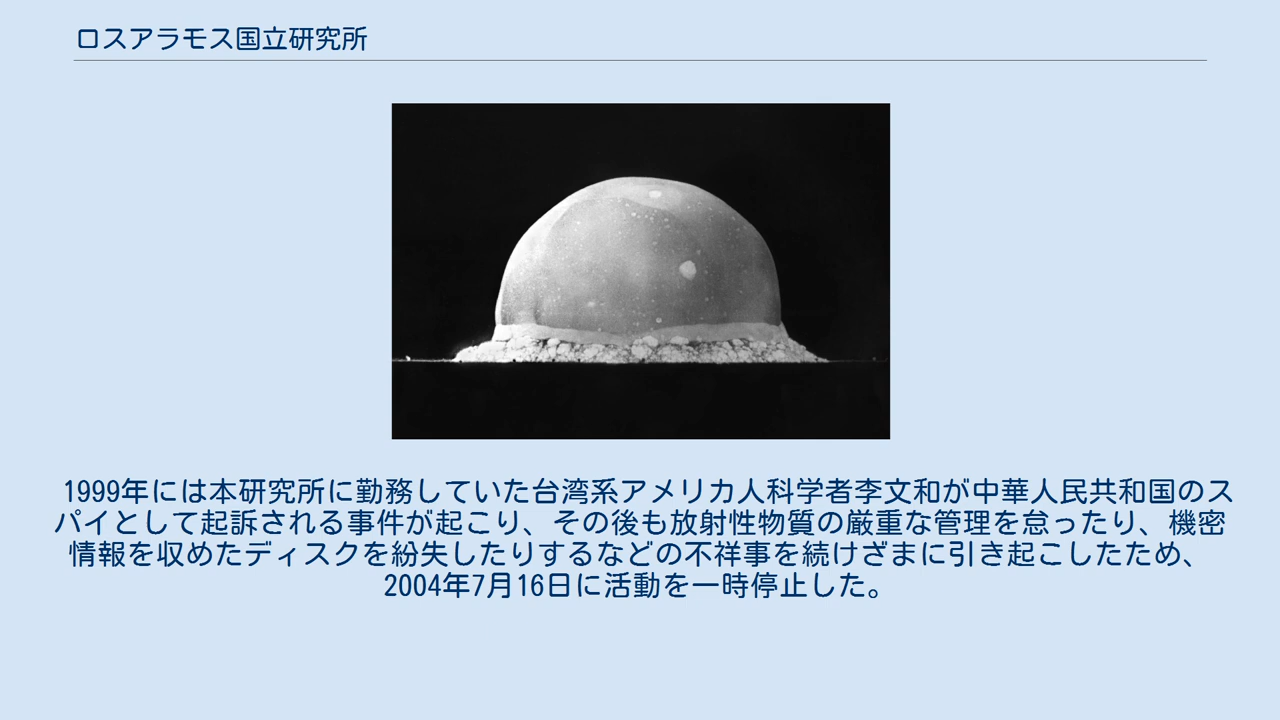 ロスアラモス国立研究所
1999年には本研究所に勤務していた台湾系アメリカ人科学者李文和が中華人民共和国のス
パイとして起訴される事件が起こり、その後も放射性物質の厳重な管理を怠ったり、機密
情報を収めたディスクを紛失したりするなどの不祥事を続けざまに引き起こしたため、
2004年7月16日に活動を一時停止した。